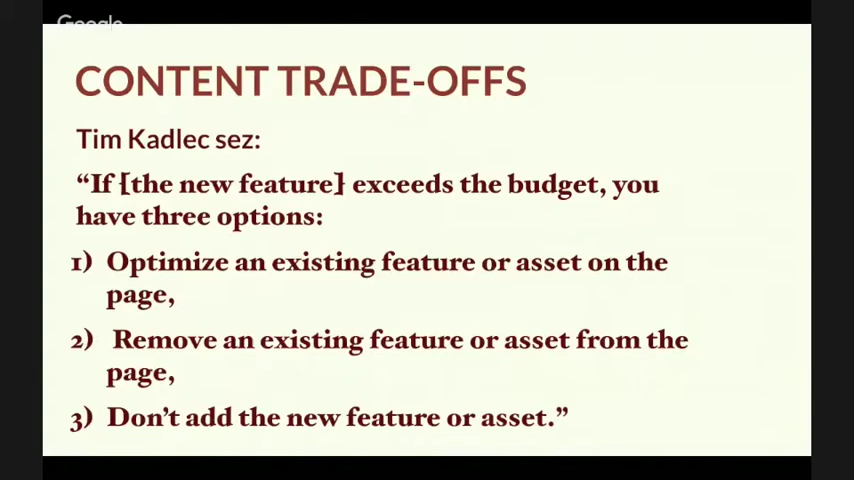 Google
CONTENT TRADE-OFFS
Tim Kadlec sez:
“If [the new feature] exceeds the budget, you
have three options:
1) Optimize an existing feature or asset on the
page,
2) Remove an existing feature or asset from the
page,
3) Don’t add the new feature or asset.”